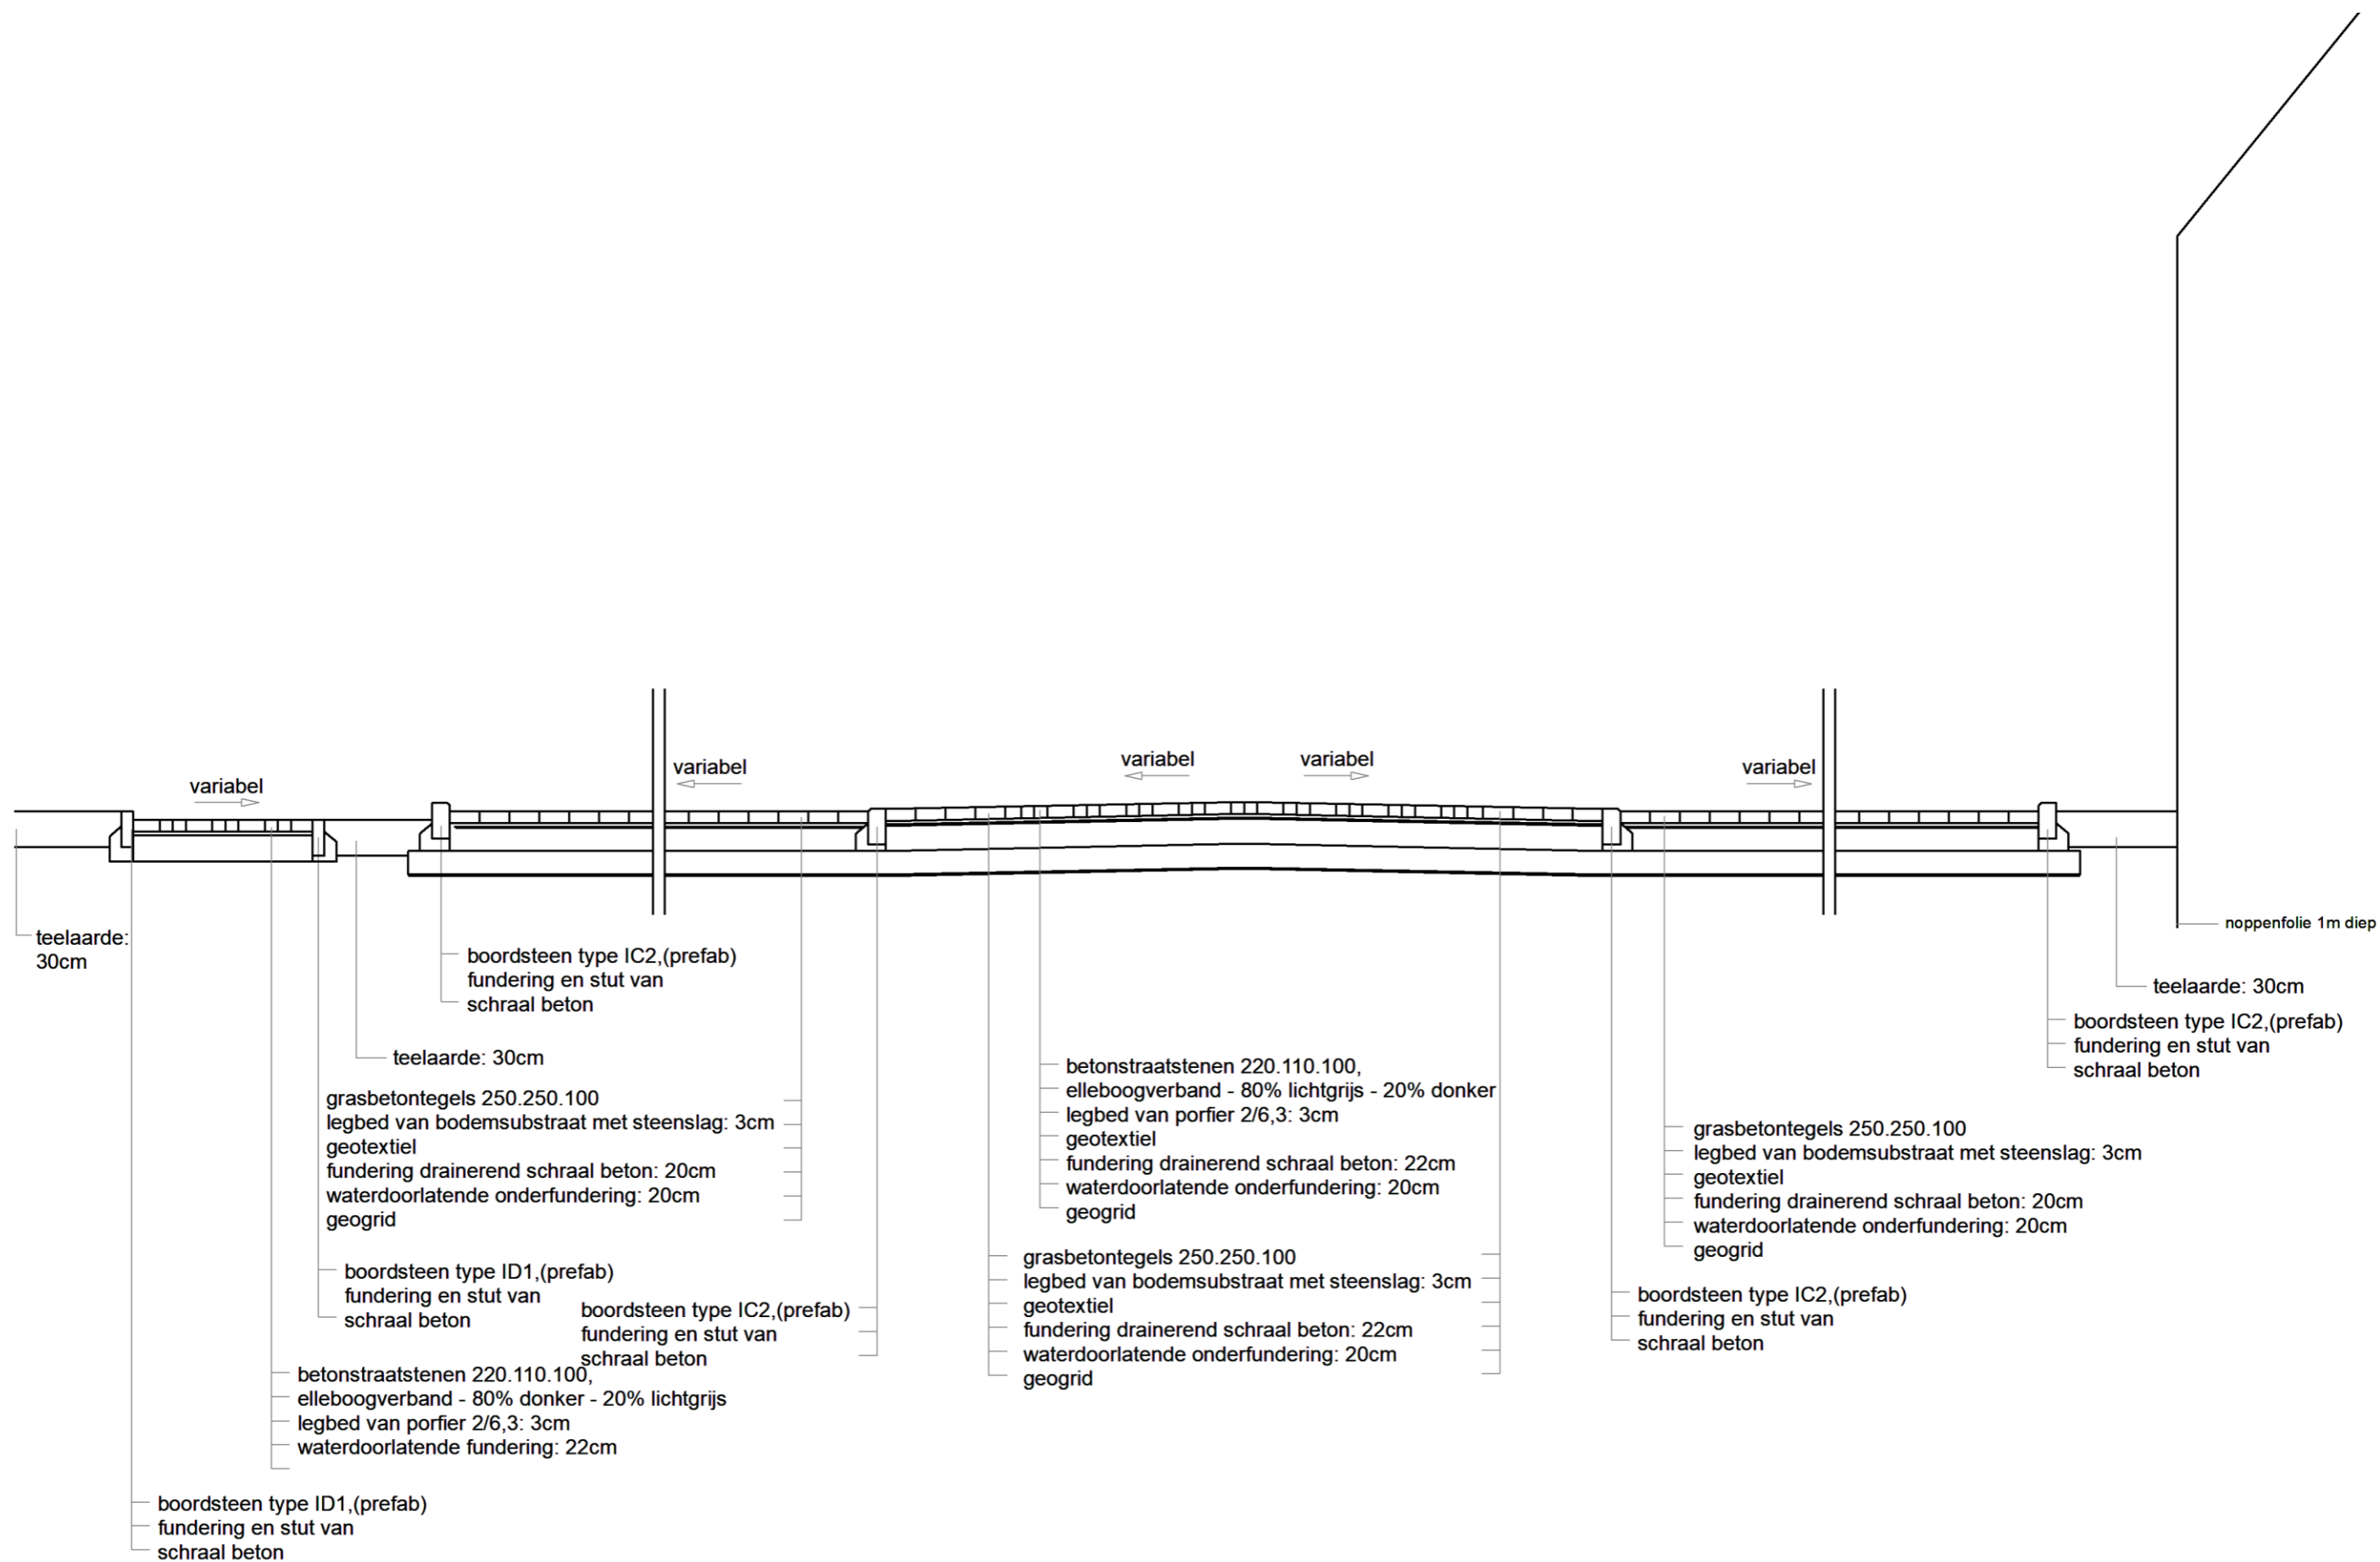 variabel
variabel
variabel
variabel
variabel
teelaarde:
30cm
noppenfolie 1m diep
boordsteen type IC2,(prefab)
fundering en stut van
schraal beton
teelaarde: 30cm
boordsteen type IC2,(prefab)
fundering en stut van
schraal beton
teelaarde: 30cm
grasbetontegels 250.250.100
legbed van bodemsubstraat met steenslag: 3cm
geotextiel
fundering drainerend schraal beton: 20cm
waterdoorlatende onderfundering: 20cm
geogrid
betonstraatstenen 220.110.100,
elleboogverband - 80% lichtgrijs - 20% donker
legbed van porfier 2/6,3: 3cm
geotextiel
fundering drainerend schraal beton: 22cm
waterdoorlatende onderfundering: 20cm
geogrid
grasbetontegels 250.250.100
legbed van bodemsubstraat met steenslag: 3cm
geotextiel
fundering drainerend schraal beton: 20cm
waterdoorlatende onderfundering: 20cm
geogrid
boordsteen type ID1,(prefab)
fundering en stut van
schraal beton
boordsteen type IC2,(prefab)
fundering en stut van
schraal beton
grasbetontegels 250.250.100
legbed van bodemsubstraat met steenslag: 3cm
geotextiel
fundering drainerend schraal beton: 22cm
waterdoorlatende onderfundering: 20cm
geogrid
boordsteen type IC2,(prefab)
fundering en stut van
schraal beton
betonstraatstenen 220.110.100,
elleboogverband - 80% donker - 20% lichtgrijs
legbed van porfier 2/6,3: 3cm
waterdoorlatende fundering: 22cm
boordsteen type ID1,(prefab)
fundering en stut van
schraal beton